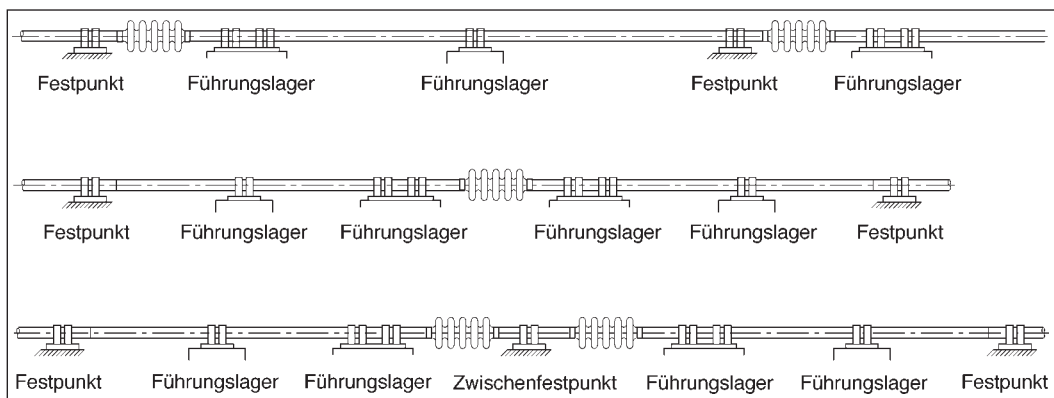 Festpunkt Führungslager Führungslager Festpunkt Führungslager
Festpunkt Führungslager Führungslager Führungslager Führungslager Festpunkt
Festpunkt Führungslager Führungslager Zwischenfestpunkt Führungslager Führungslager Festpunkt